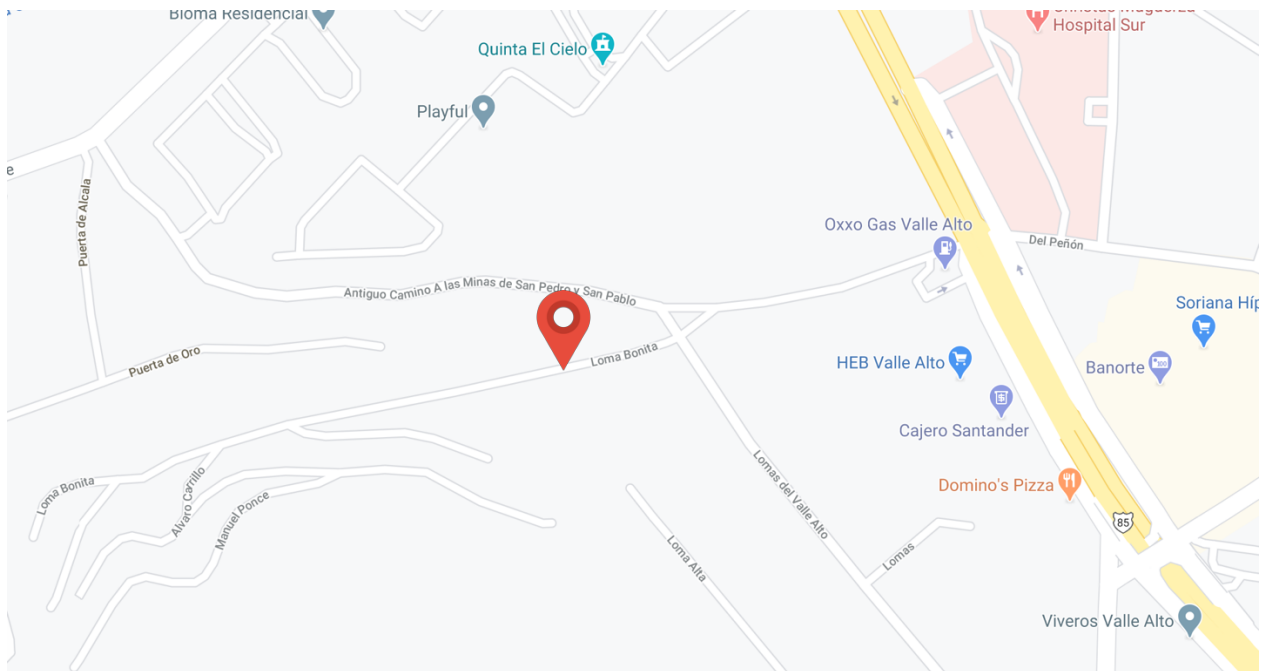 Bioma Residencial
Christus Muguerza
Hospital Sur
Quinta El Cielo
Playful
e
Puerta de Alcala
Oxxo Gas Valle Alto
Del Peñón
Antiguo Camino A las Minas de San Pedro y San Pablo
Soriana Híp
Puerta de Oro
Loma Bonita
HEB Valle Alto
Banorte
Cajero Santander
Loma Bonita
Alvaro Carrillo
Manuel Ponce
Lomas del Valle Alto
Domino's Pizza
85
Loma Alta
Lomas
Viveros Valle Alto